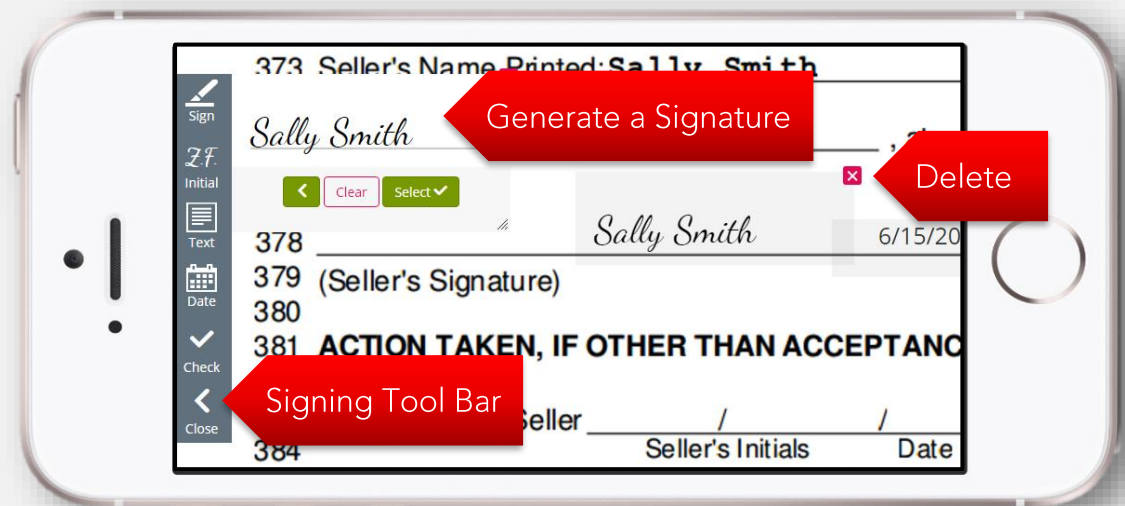 373 Seller's Name Printed: Sally Smith
Sign
Sally Smith
Generate a Signature
Z.F.
Initial
Delete
Clear
Select
Text
378
Sally Smith
6/15/20
379 (Seller's Signature)
Date
380
381 ACTION TAKEN, IF OTHER THAN ACCEPTANC
Check
Signing Tool Bar
Close
Seller / /
384 Seller's Initials Date